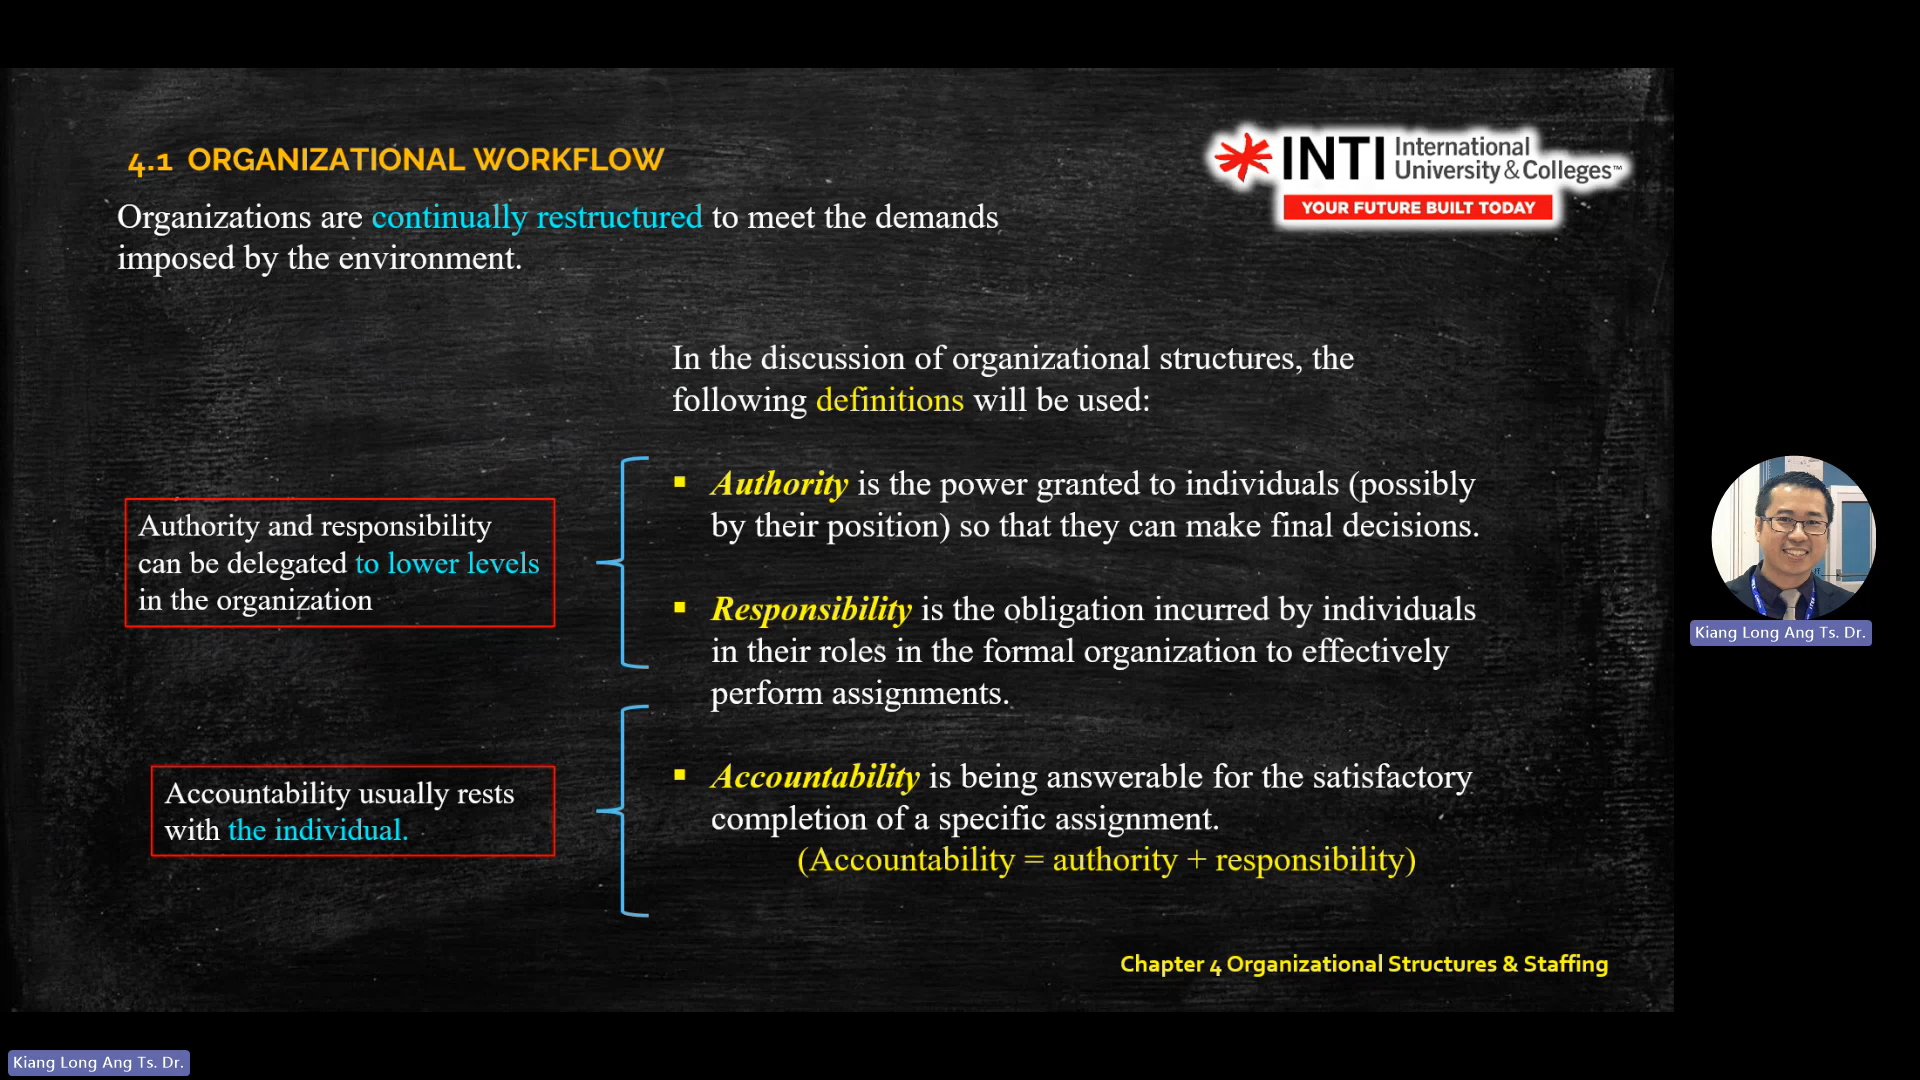 4.1 ORGANIZATIONAL WORKFLOW
INTI International
University & Colleges™
YOUR FUTURE BUILT TODAY
Organizations are continually restructured to meet the demands
imposed by the environment.
In the discussion of organizational structures, the
following definitions will be used:
Authority and responsibility
can be delegated to lower levels
in the organization
▪ Authority is the power granted to individuals (possibly
by their position) so that they can make final decisions.
▪ Responsibility is the obligation incurred by individuals
in their roles in the formal organization to effectively
perform assignments.
Accountability usually rests
with the individual.
▪ Accountability is being answerable for the satisfactory
completion of a specific assignment.
(Accountability = authority + responsibility)
Chapter 4 Organizational Structures & Staffing
Kiang Long Ang Ts. Dr.
Kiang Long Ang Ts. Dr.